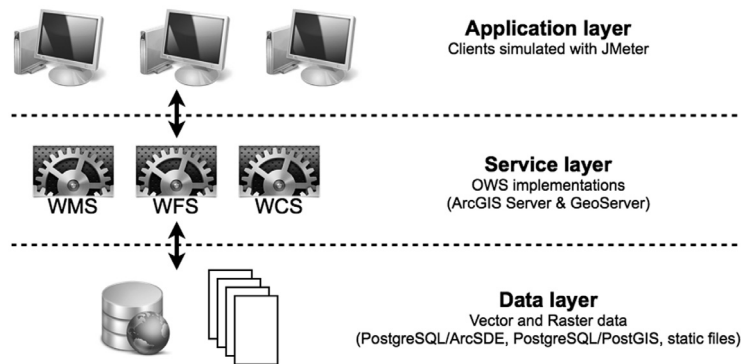 Application layer
Clients simulated with JMeter
WMS WFS WCS
Service layer
OWS implementations
(ArcGIS Server & GeoServer)
Data layer
Vector and Raster data
(PostgreSQL/ArcSDE, PostgreSQL/PostGIS, static files)